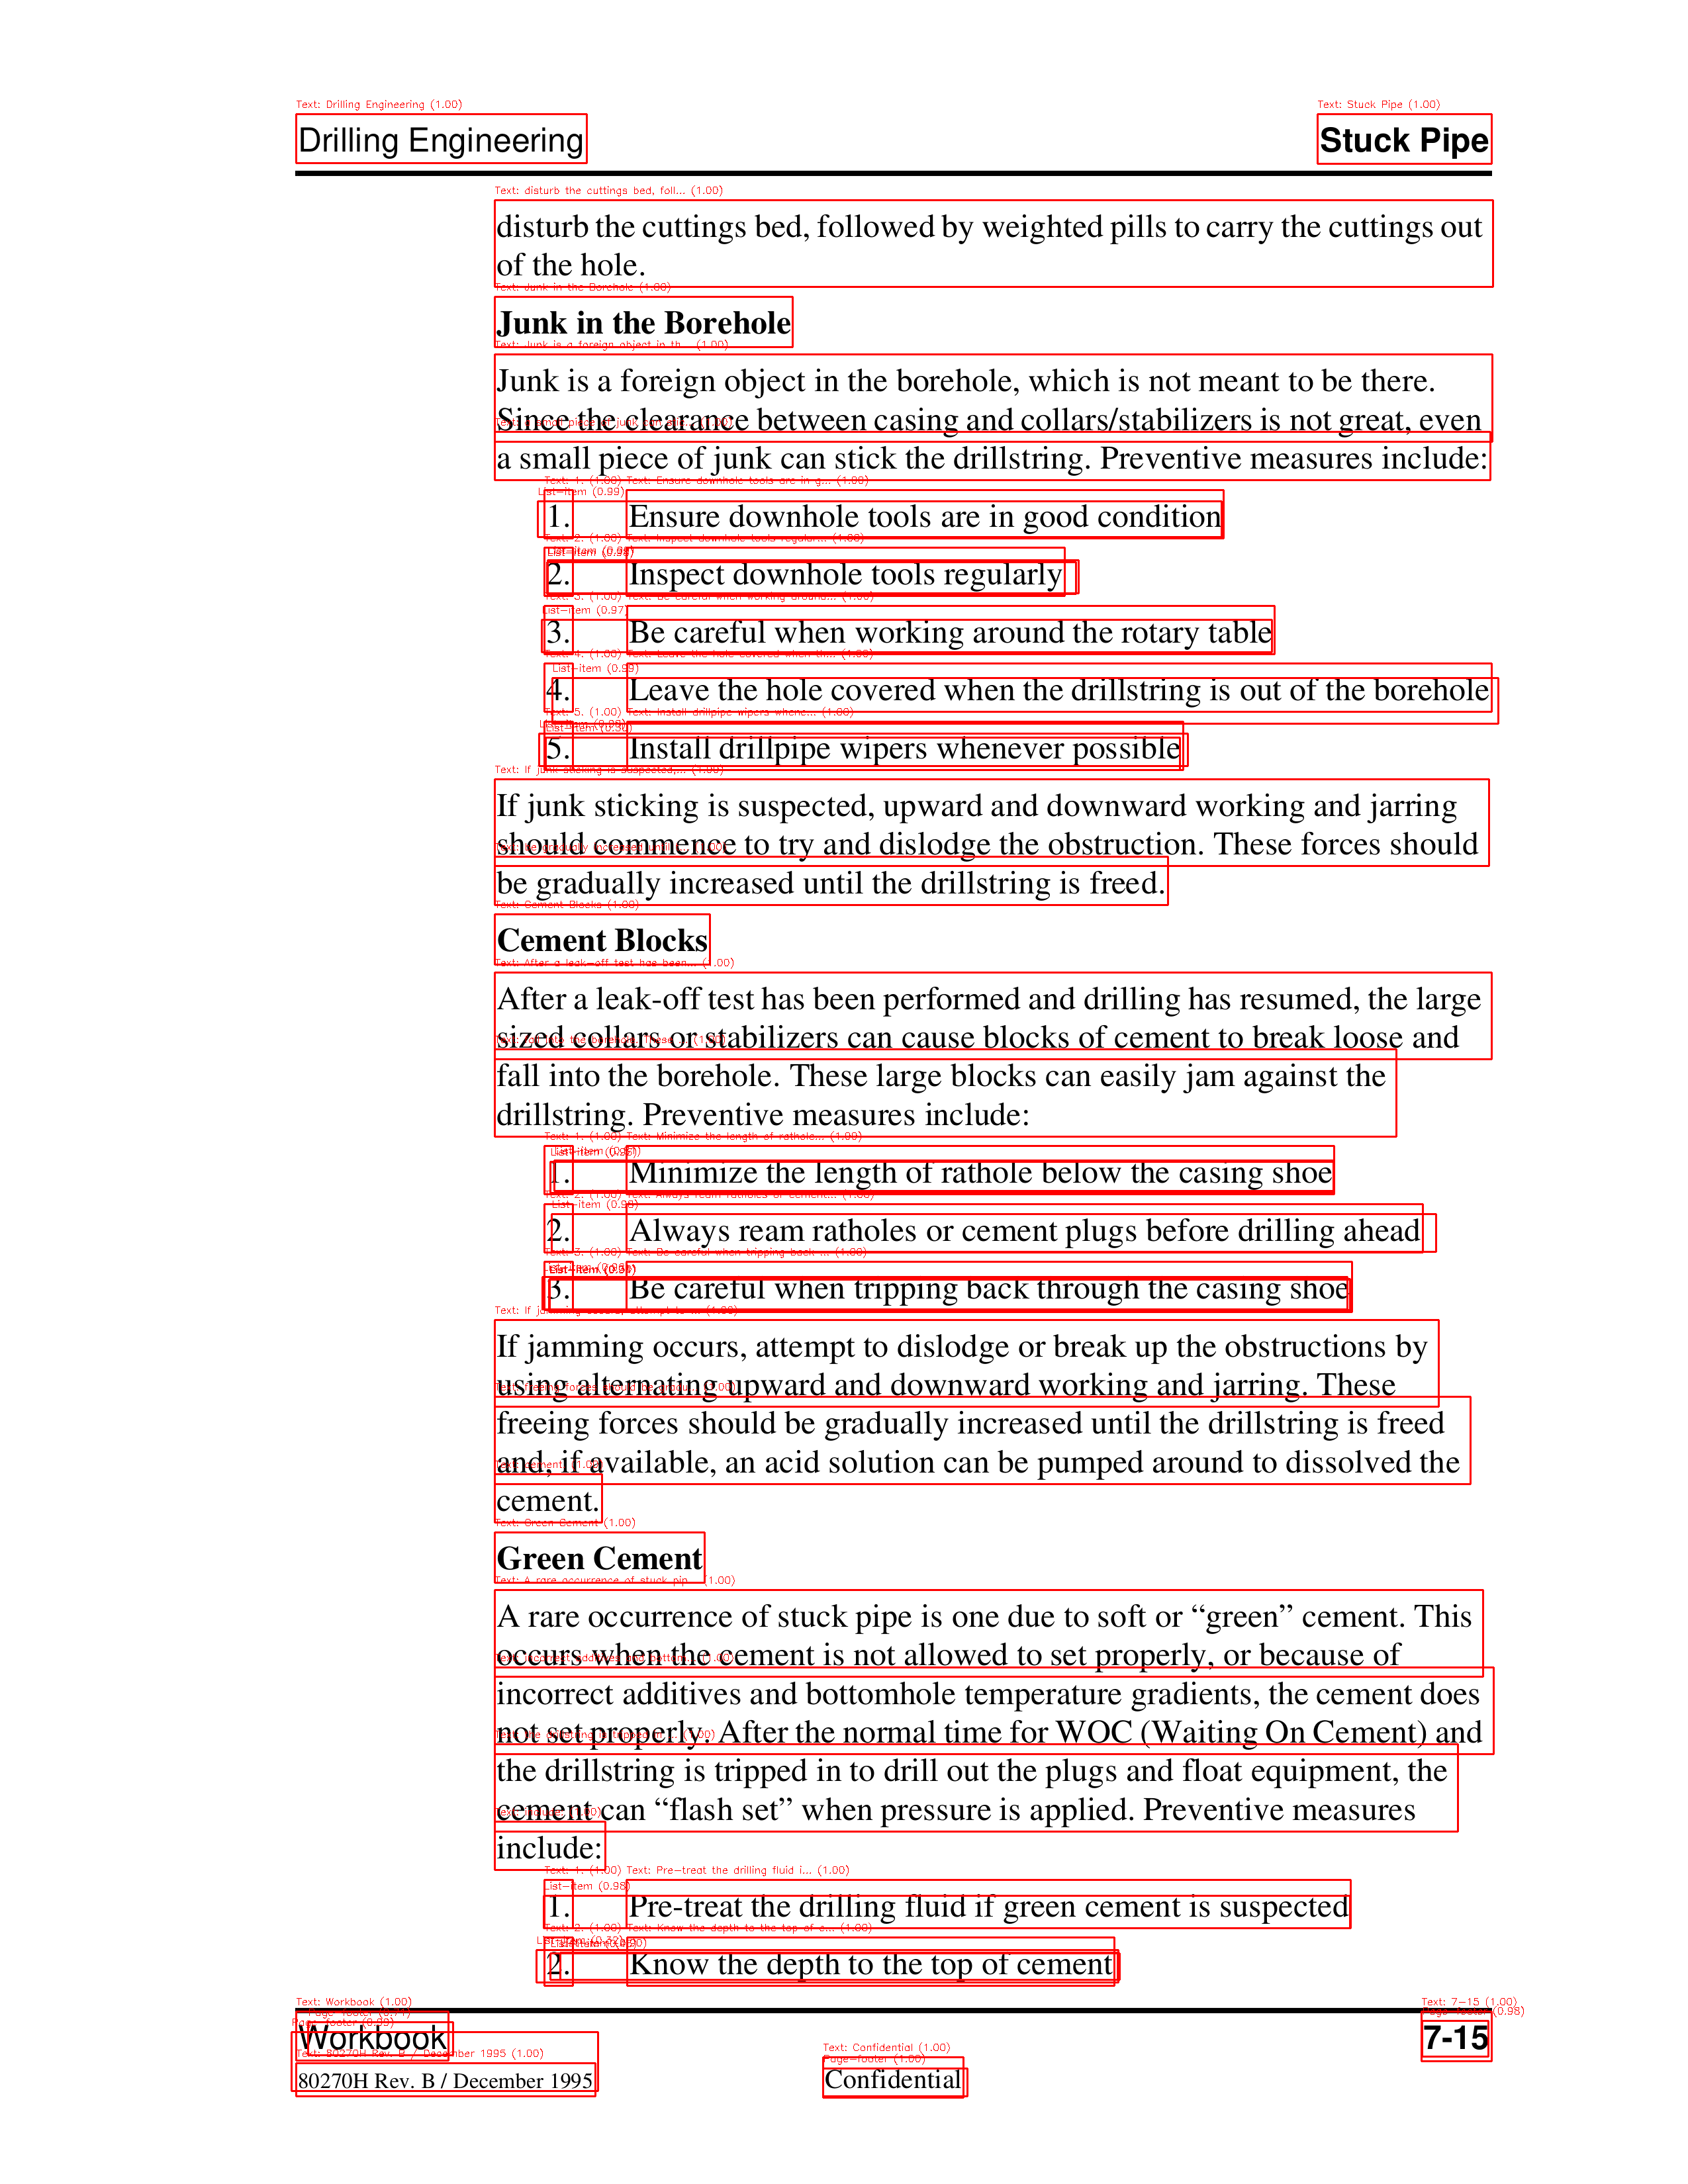 Drilling Engineering
Stuck Pipe
disturb the cuttings bed, followed by weighted pills to carry the cuttings out
of the hole.
Junk in the Borehole
Junk is a foreign object in the borehole, which is not meant to be there.
Since the clearance between casing and collars/stabilizers is not great, even
a small piece of junk can stick the drillstring. Preventive measures include:
1. Ensure downhole tools are in good condition
2. Inspect downhole tools regularly
3. Be careful when working around the rotary table
4. Leave the hole covered when the drillstring is out of the borehole
5. Install drillpipe wipers whenever possible
If junk sticking is suspected, upward and downward working and jarring
should commence to try and dislodge the obstruction. These forces should
be gradually increased until the drillstring is freed.
Cement Blocks
After a leak-off test has been performed and drilling has resumed, the large
sized collars or stabilizers can cause blocks of cement to break loose and
fall into the borehole. These large blocks can easily jam against the
drillstring. Preventive measures include:
1. Minimize the length of rathole below the casing shoe
2. Always ream ratholes or cement plugs before drilling ahead
3. Be careful when tripping back through the casing shoe
If jamming occurs, attempt to dislodge or break up the obstructions by
using alternating upward and downward working and jarring. These
freeing forces should be gradually increased until the drillstring is freed
and, if available, an acid solution can be pumped around to dissolved the
cement.
Green Cement
A rare occurrence of stuck pipe is one due to soft or “green” cement. This
occurs when the cement is not allowed to set properly, or because of
incorrect additives and bottomhole temperature gradients, the cement does
not set properly. After the normal time for WOC (Waiting On Cement) and
the drillstring is tripped in to drill out the plugs and float equipment, the
cement can “flash set” when pressure is applied. Preventive measures
include:
1. Pre-treat the drilling fluid if green cement is suspected
2. Know the depth to the top of cement
Workbook
7-15
80270H Rev. B / December 1995
Confidential